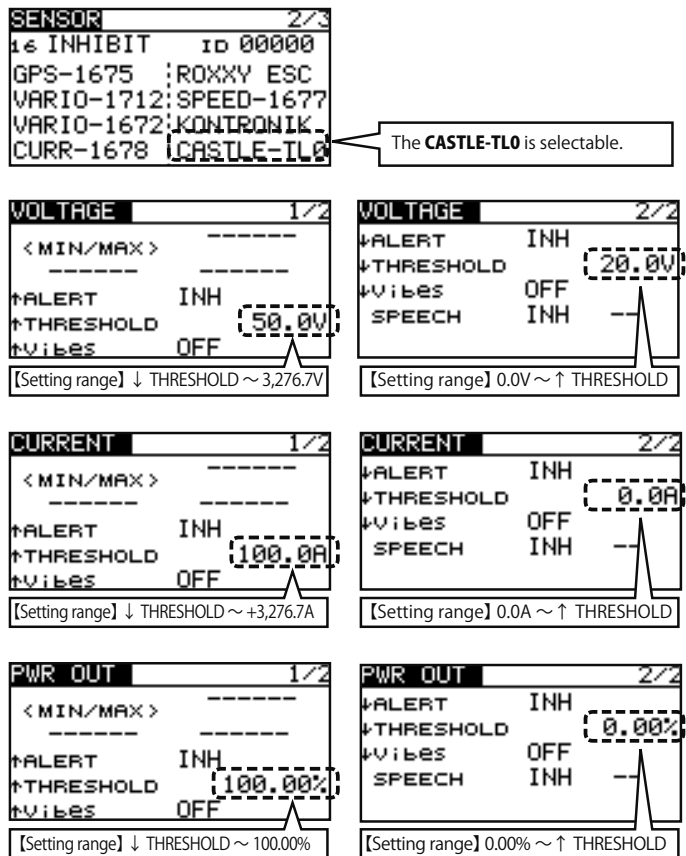 SENSOR 2/3
16 INHIBIT ID 00000
GPS-1675 ROXXY ESC
VARIO-1712 SPEED-1677
VARIO-1672 KONTRONIK
CURR-1678 CASTLE-TL0
The CASTLE-TL0 is selectable.
VOLTAGE 1/2
<MIN/MAX> ------
------ ------
↑ALERT INH
↑THRESHOLD 50.0V
↑Vibes OFF
【Setting range】 ↓ THRESHOLD ~ 3,276.7V
VOLTAGE 2/2
↓ALERT INH
↓THRESHOLD 20.0V
↓Vibes OFF
SPEECH INH --
【Setting range】 0.0V ~ ↑ THRESHOLD
CURRENT 1/2
<MIN/MAX> ------
------ ------
↑ALERT INH
↑THRESHOLD 100.0A
↑Vibes OFF
【Setting range】 ↓ THRESHOLD ~ +3,276.7A
CURRENT 2/2
↓ALERT INH
↓THRESHOLD 0.0A
↓Vibes OFF
SPEECH INH --
【Setting range】 0.0A ~ ↑ THRESHOLD
PWR OUT 1/2
<MIN/MAX> ------
------ ------
↑ALERT INH
↑THRESHOLD 100.00%
↑Vibes OFF
【Setting range】 ↓ THRESHOLD ~ 100.00%
PWR OUT 2/2
↓ALERT INH
↓THRESHOLD 0.00%
↓Vibes OFF
SPEECH INH --
【Setting range】 0.00% ~ ↑ THRESHOLD